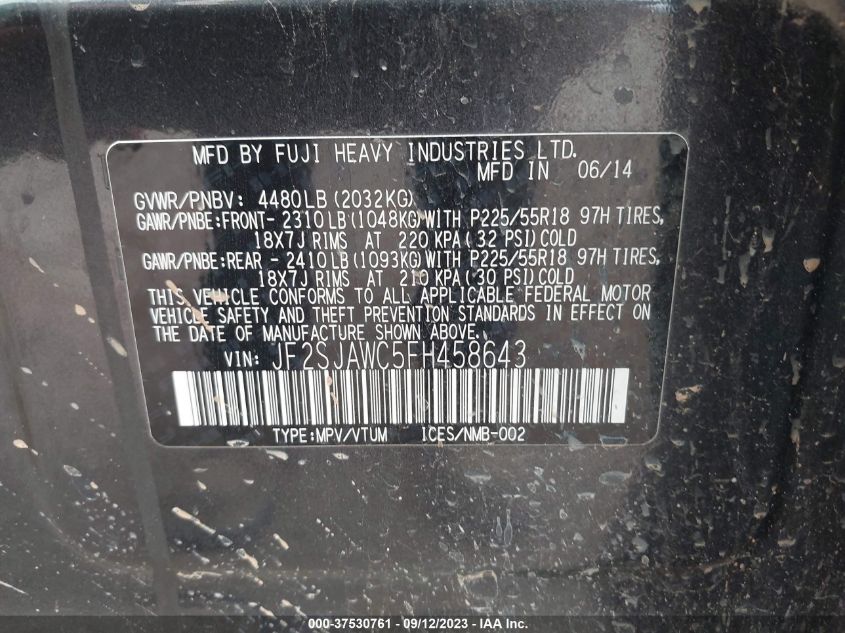 MFD BY FUJI HEAVY INDUSTRIES LTD.
MFD IN 06/14
GVWR/PNBV: 4480LB(2032KG)
GAWR/PNBE:FRONT- 2310LB(1048KG)WITH P225/55R18 97H TIRES,
18X7J RIMS AT 220 KPA(32 PSI)COLD
GAWR/PNBE:REAR - 2410LB(1093KG)WITH P225/55R18 97H TIRES,
18X7J RIMS AT 210 KPA(30 PSI)COLD
THIS VEHICLE CONFORMS TO ALL APPLICABLE FEDERAL MOTOR
VEHICLE SAFETY AND THEFT PREVENTION STANDARDS IN EFFECT ON
THE DATE OF MANUFACTURE SHOWN ABOVE.
VIN: JF2SJAWC5FH458643
TYPE:MPV/VTUM ICES/NMB-002
000-37530761 - 09/12/2023 - IAA Inc.